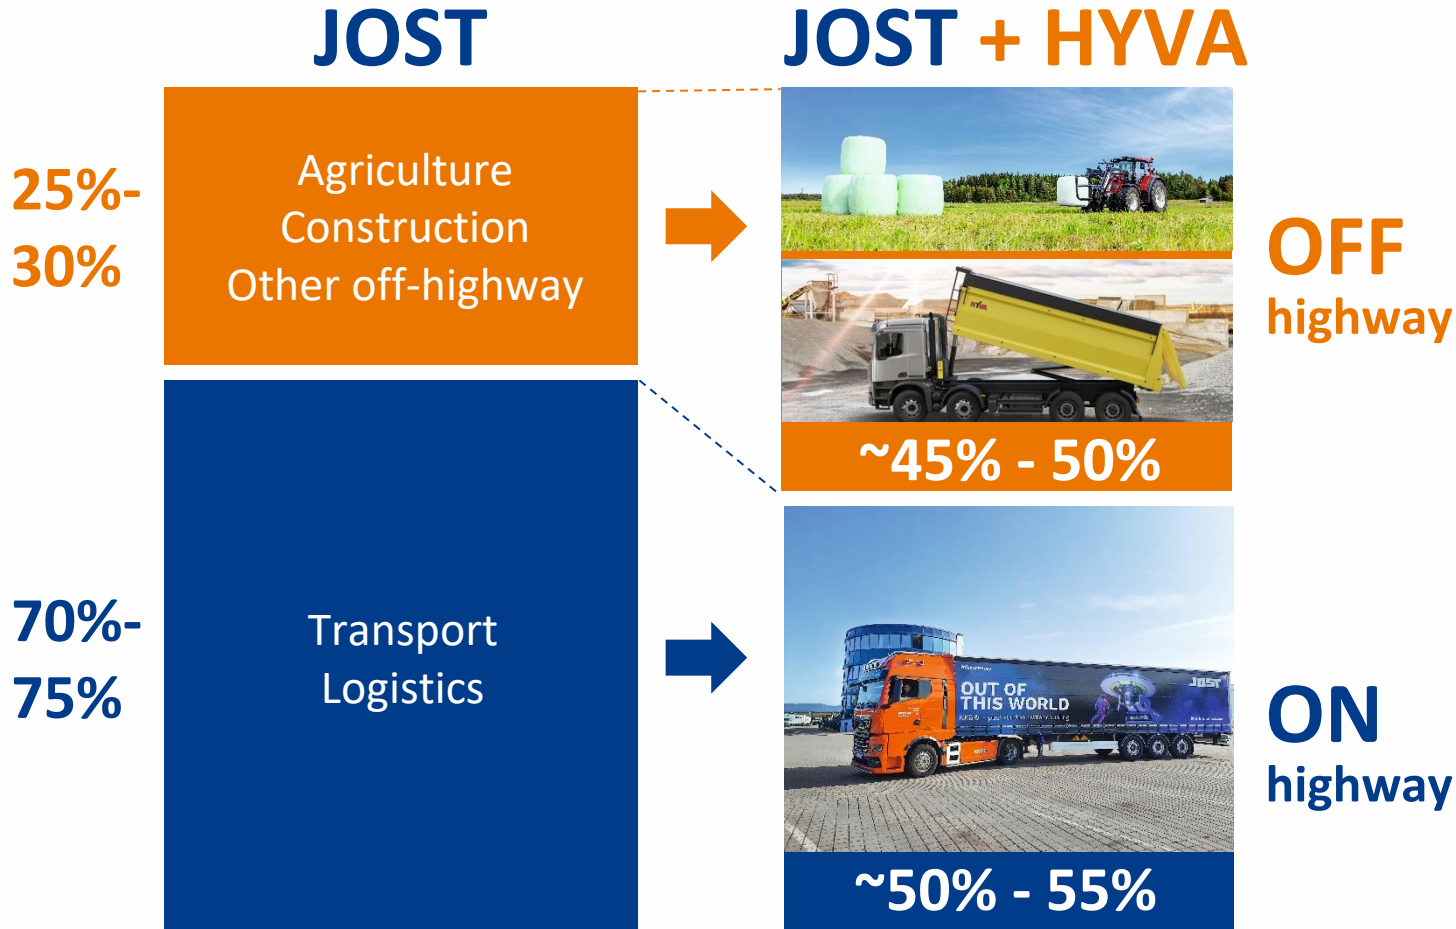 JOST
JOST + HYVA
25%-
30%
Agriculture
Construction
Other off-highway
HYVA
OFF
highway
~45% - 50%
70%-
75%
Transport
Logistics
OUT OF
THIS WORLD
JOST
ON
highway
~50% - 55%